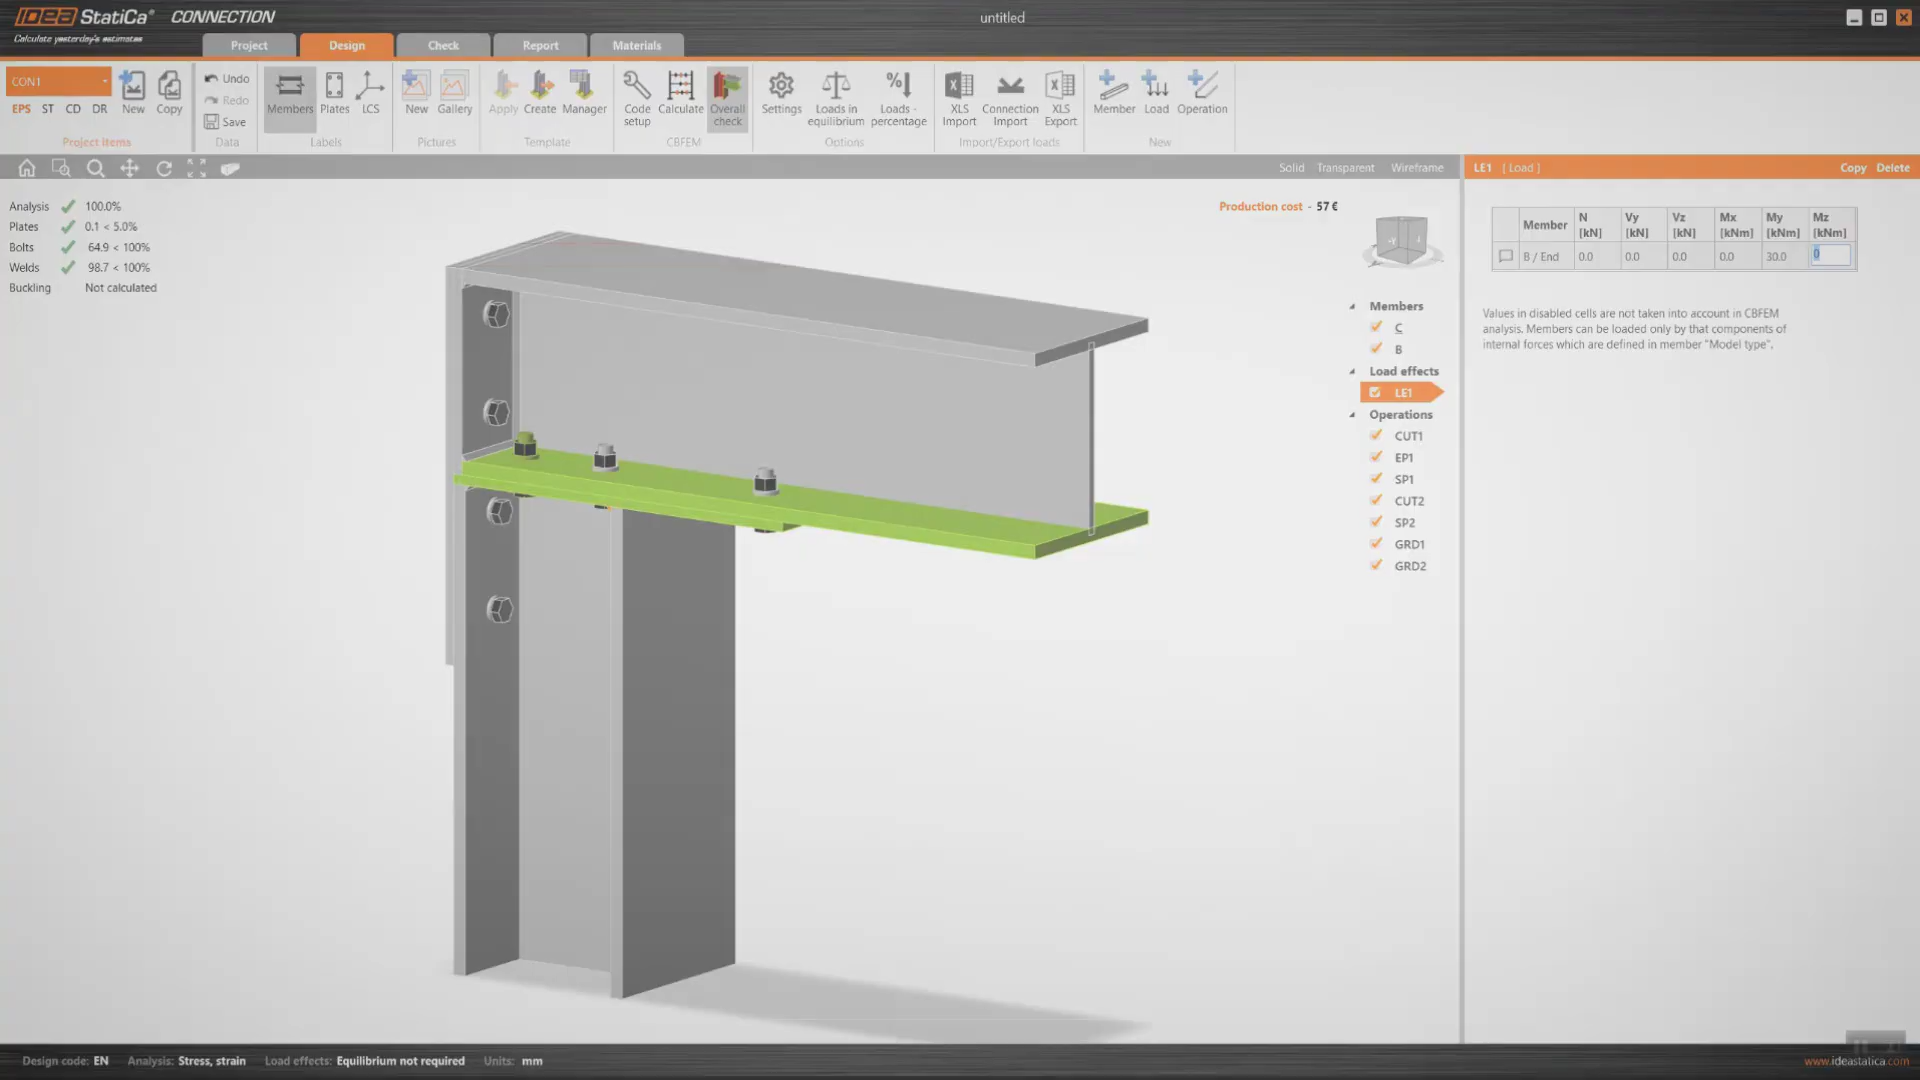 IDEA StatiCa® CONNECTION
Calculate yesterday's estimates
untitled
Project Design Check Report Materials
CON1
EPS ST CD DR
New Copy
Project items
Undo
Redo
Save
Data
Members Plates LCS
Labels
New Gallery
Pictures
Apply Create Manager
Template
Code setup Calculate Overall check
CBFEM
Settings Loads in equilibrium Loads - percentage
Options
XLS Import Connection Import XLS Export
Import/Export loads
Member Load Operation
New
Solid Transparent Wireframe
LE1 [ Load ] Copy Delete
Analysis 100.0%
Plates 0.1 < 5.0%
Bolts 64.9 < 100%
Welds 98.7 < 100%
Buckling Not calculated
Production cost - 57 €
Members
C
B
Load effects
LE1
Operations
CUT1
EP1
SP1
CUT2
SP2
GRD1
GRD2
Member N [kN] Vy [kN] Vz [kN] Mx [kNm] My [kNm] Mz [kNm]
B / End 0.0 0.0 0.0 0.0 30.0 0
Values in disabled cells are not taken into account in CBFEM
analysis. Members can be loaded only by that components of
internal forces which are defined in member "Model type".
Design code: EN Analysis: Stress, strain Load effects: Equilibrium not required Units: mm
www.ideastatica.com